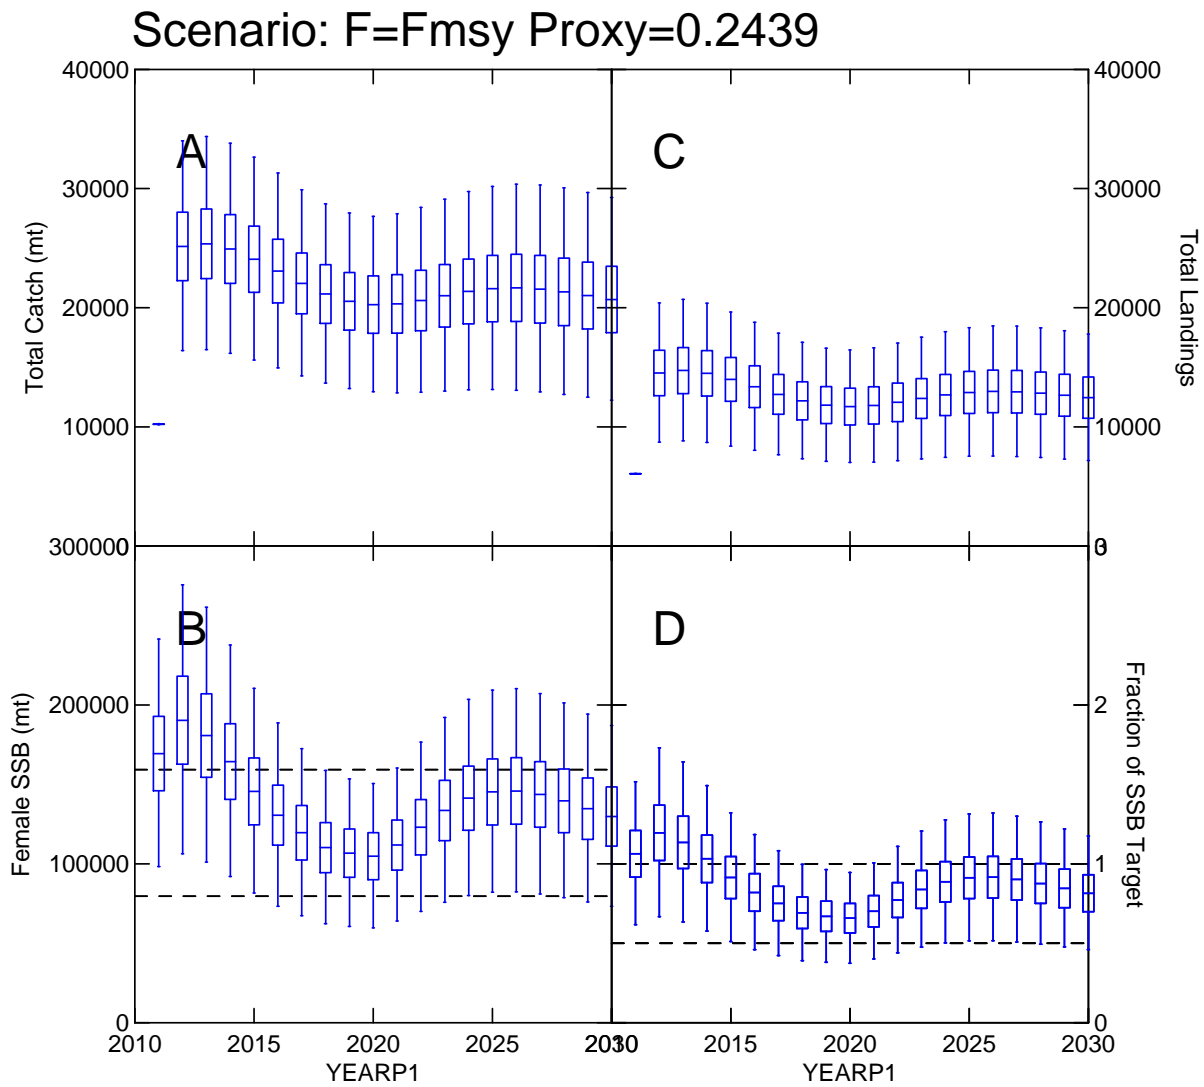 Scenario: F=Fmsy Proxy=0.2439
40000
30000
20000
10000
0
Total Catch (mt)
A
C
40000
30000
20000
10000
0
Total Landings
300000
200000
100000
0
Female SSB (mt)
B
D
3
2
1
0
Fraction of SSB Target
2010
2015
2020
2025
2030
YEARP1
2010
2015
2020
2025
2030
YEARP1